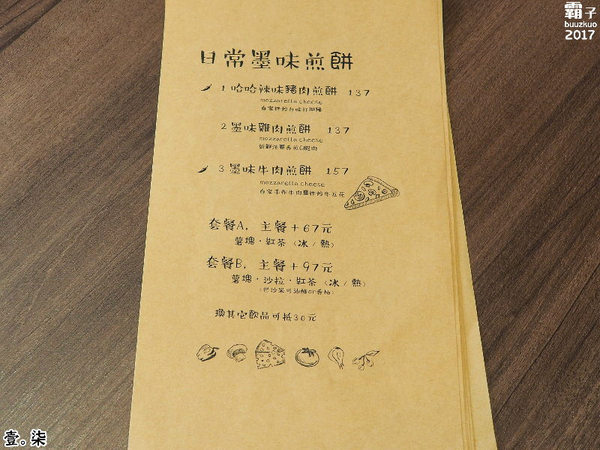 霸子
buuzkuo
2017
日常墨味煎餅
1 哈哈辣味豬肉煎餅 137
mozzarella cheese
2 墨味雞肉煎餅 137
mozzarella cheese
3 墨味牛肉煎餅 157
mozzarella cheese
套餐A. 主餐+67元
薯塊·紅茶 (冰/熱)
套餐B. 主餐+97元
薯塊·沙拉·紅茶 (冰/熱)
換其它飲品可抵30元
壹。柒